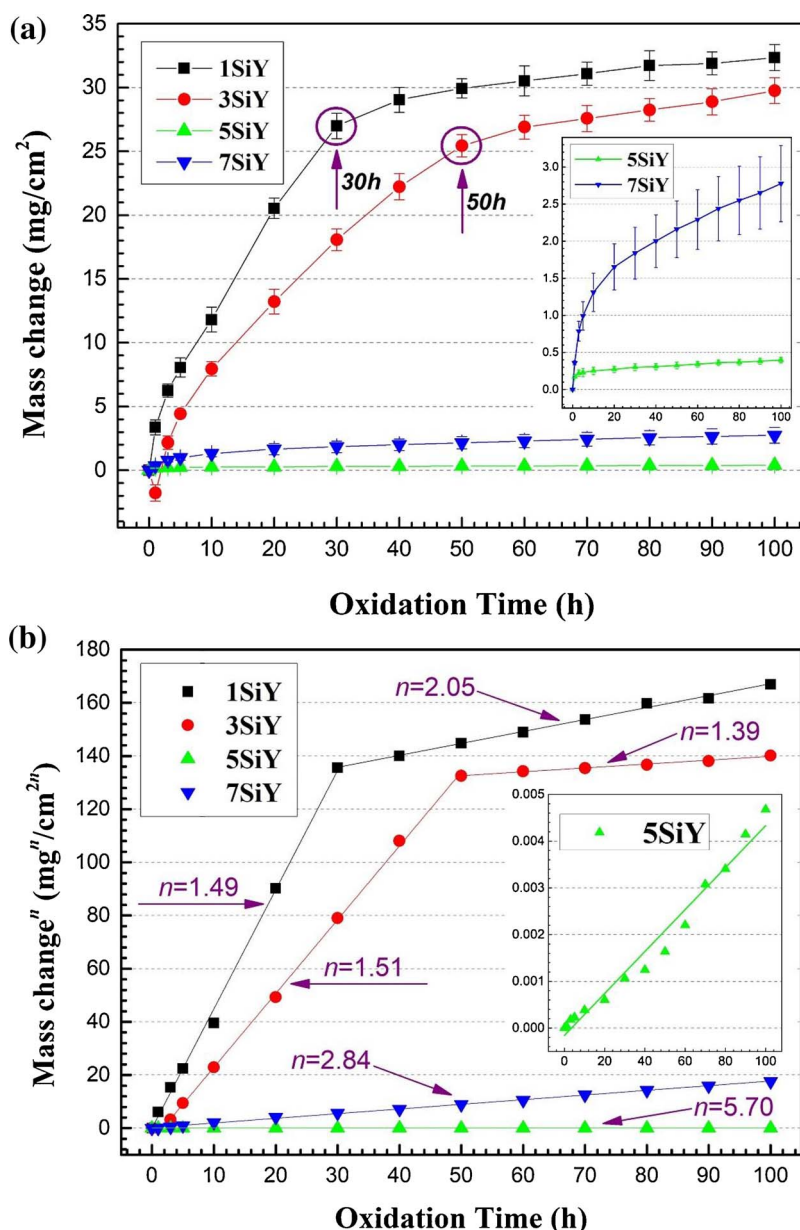 (a)
35
30
25
20
15
10
5
0
Mass change (mg/cm2)
1SiY
3SiY
5SiY
7SiY
30h
50h
5SiY
7SiY
3.0
2.5
2.0
1.5
1.0
0.5
0.0
0 20 40 60 80 100
0 10 20 30 40 50 60 70 80 90 100
Oxidation Time (h)
(b)
180
160
140
120
100
80
60
40
20
0
Mass change^n (mg^n/cm^2n)
1SiY
3SiY
5SiY
7SiY
n=2.05
n=1.39
n=1.49
n=1.51
n=2.84
n=5.70
5SiY
0.005
0.004
0.003
0.002
0.001
0.000
0 20 40 60 80 100
0 10 20 30 40 50 60 70 80 90 100
Oxidation Time (h)